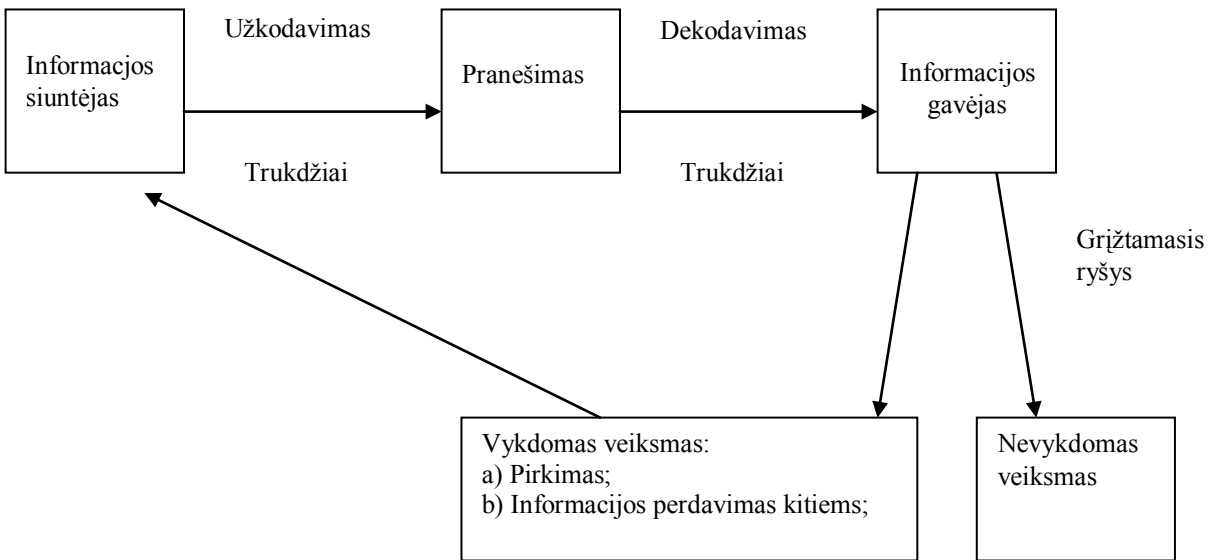 Užkodavimas
Dekodavimas
Informacjos
siuntėjas
Pranešimas
Informacijos
gavėjas
Trukdžiai
Trukdžiai
Grįžtamasis
ryšys
Vykdomas veiksmas:
a) Pirkimas;
b) Informacijos perdavimas kitiems;
Nevykdomas
veiksmas